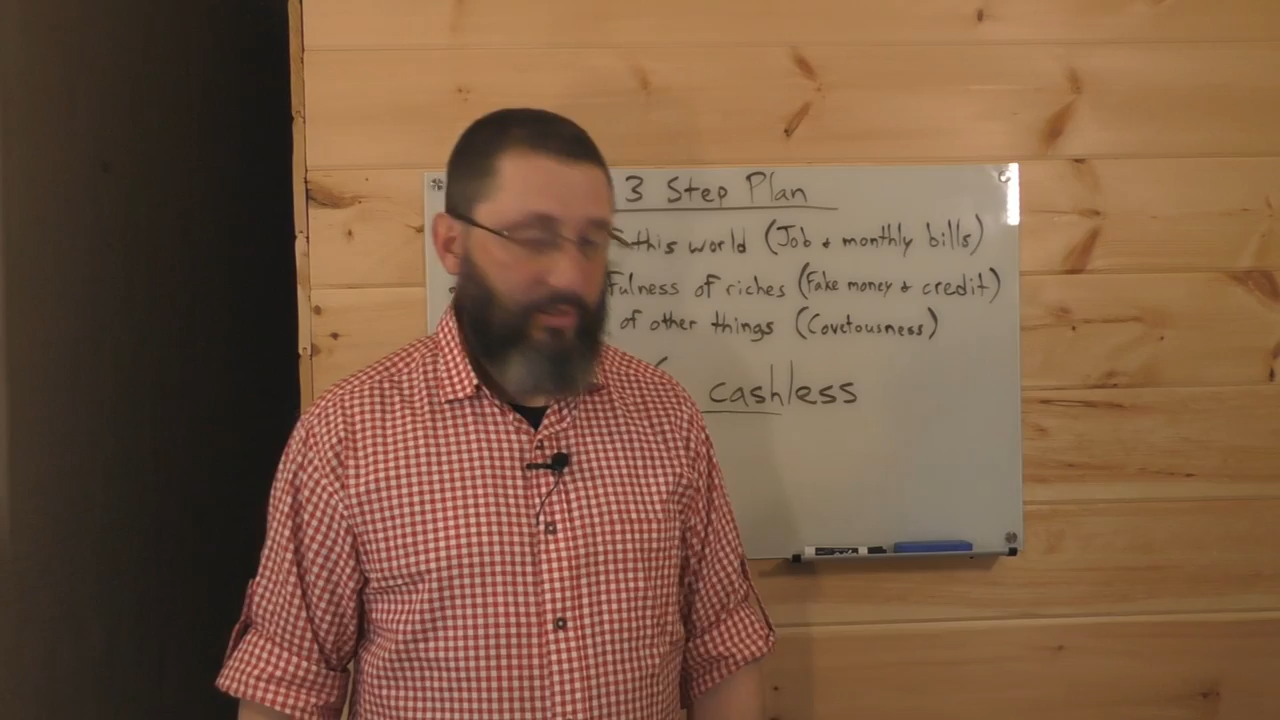 3 Step Plan
this world (Job & monthly bills)
fulness of riches (Fake money & credit)
of other things (Covetousness)
cashless